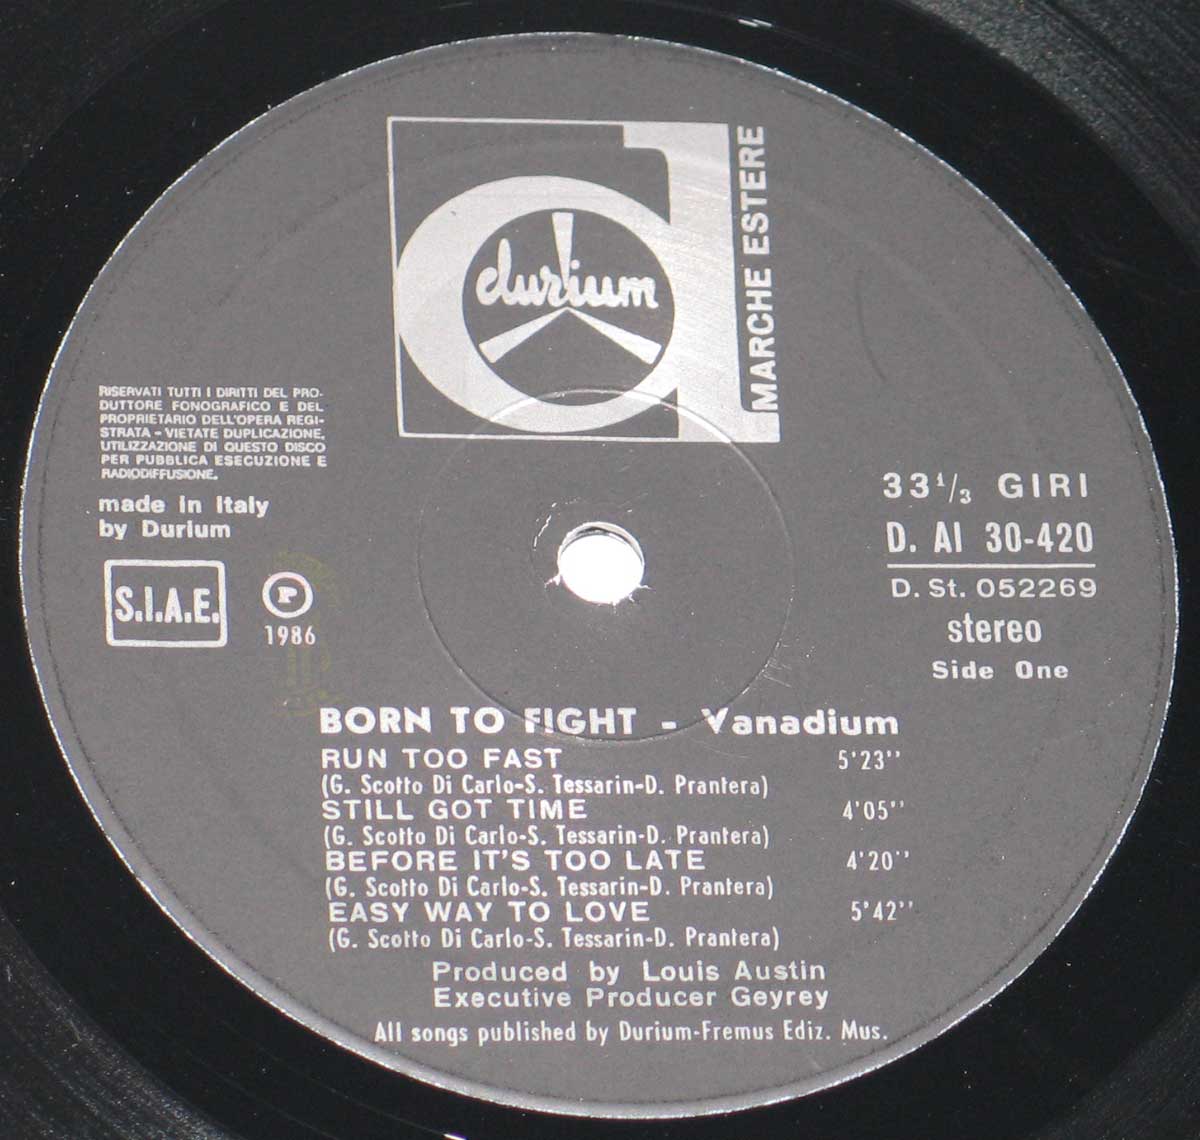 durium
MARCHE ESTERE
RISERVATI TUTTI I DIRITTI DEL PRO-
DUTTORE FONOGRAFICO E DEL
PROPRIETARIO DELL'OPERA REGI-
STRATA - VIETATE DUPLICAZIONE,
UTILIZZAZIONE DI QUESTO DISCO
PER PUBBLICA ESECUZIONE E
RADIODIFFUSIONE.
made in Italy
by Durium
S.I.A.E.
P
1986
33 1/3 GIRI
D. AI 30-420
D. St. 052269
stereo
Side One
BORN TO FIGHT - Vanadium
RUN TOO FAST 5'23''
(G. Scotto Di Carlo-S. Tessarin-D. Prantera)
STILL GOT TIME 4'05''
(G. Scotto Di Carlo-S. Tessarin-D. Prantera)
BEFORE IT'S TOO LATE 4'20''
(G. Scotto Di Carlo-S. Tessarin-D. Prantera)
EASY WAY TO LOVE 5'42''
(G. Scotto Di Carlo-S. Tessarin-D. Prantera)
Produced by Louis Austin
Executive Producer Geyrey
All songs published by Durium-Fremus Ediz. Mus.